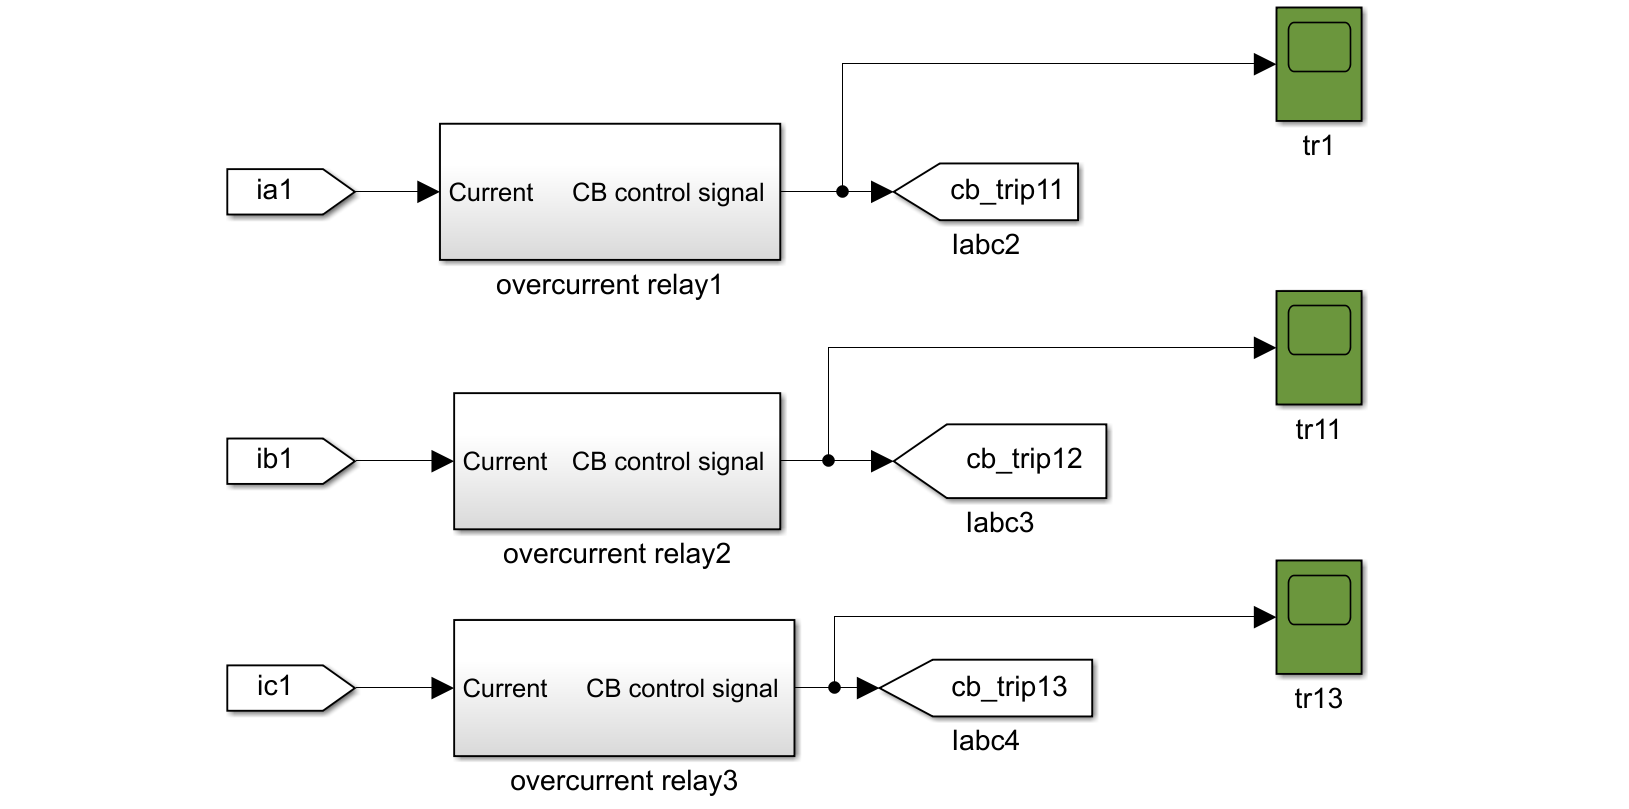 tr1
ia1
Current
CB control signal
cb_trip11
Iabc2
overcurrent relay1
tr11
ib1
Current
CB control signal
cb_trip12
Iabc3
overcurrent relay2
tr13
ic1
Current
CB control signal
cb_trip13
Iabc4
overcurrent relay3